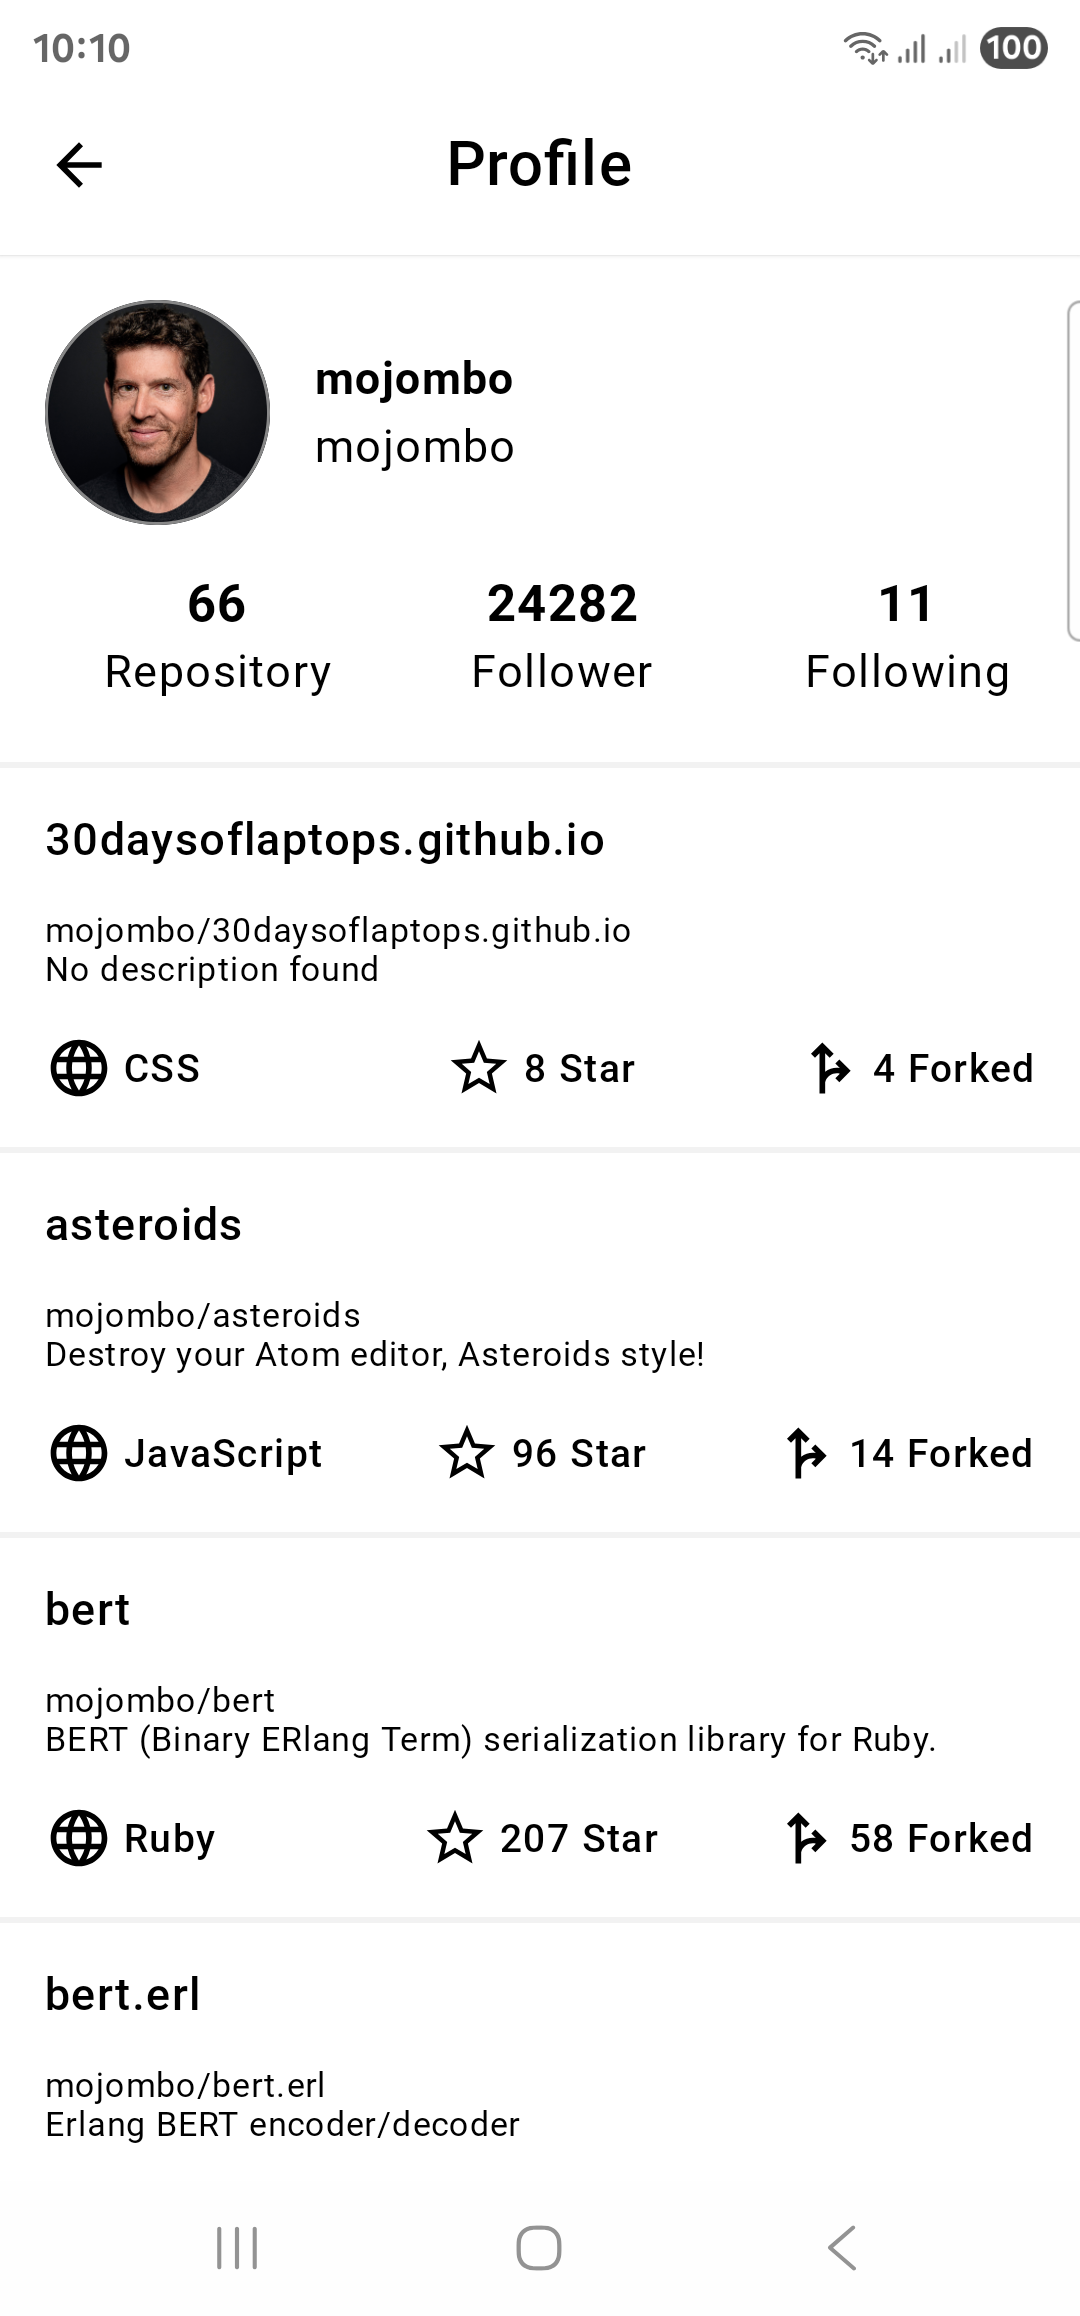 10:10
100
Profile
mojombo
mojombo
66 24282 11
Repository Follower Following
30daysoflaptops.github.io
mojombo/30daysoflaptops.github.io
No description found
CSS 8 Star 4 Forked
asteroids
mojombo/asteroids
Destroy your Atom editor, Asteroids style!
JavaScript 96 Star 14 Forked
bert
mojombo/bert
BERT (Binary ERlang Term) serialization library for Ruby.
Ruby 207 Star 58 Forked
bert.erl
mojombo/bert.erl
Erlang BERT encoder/decoder